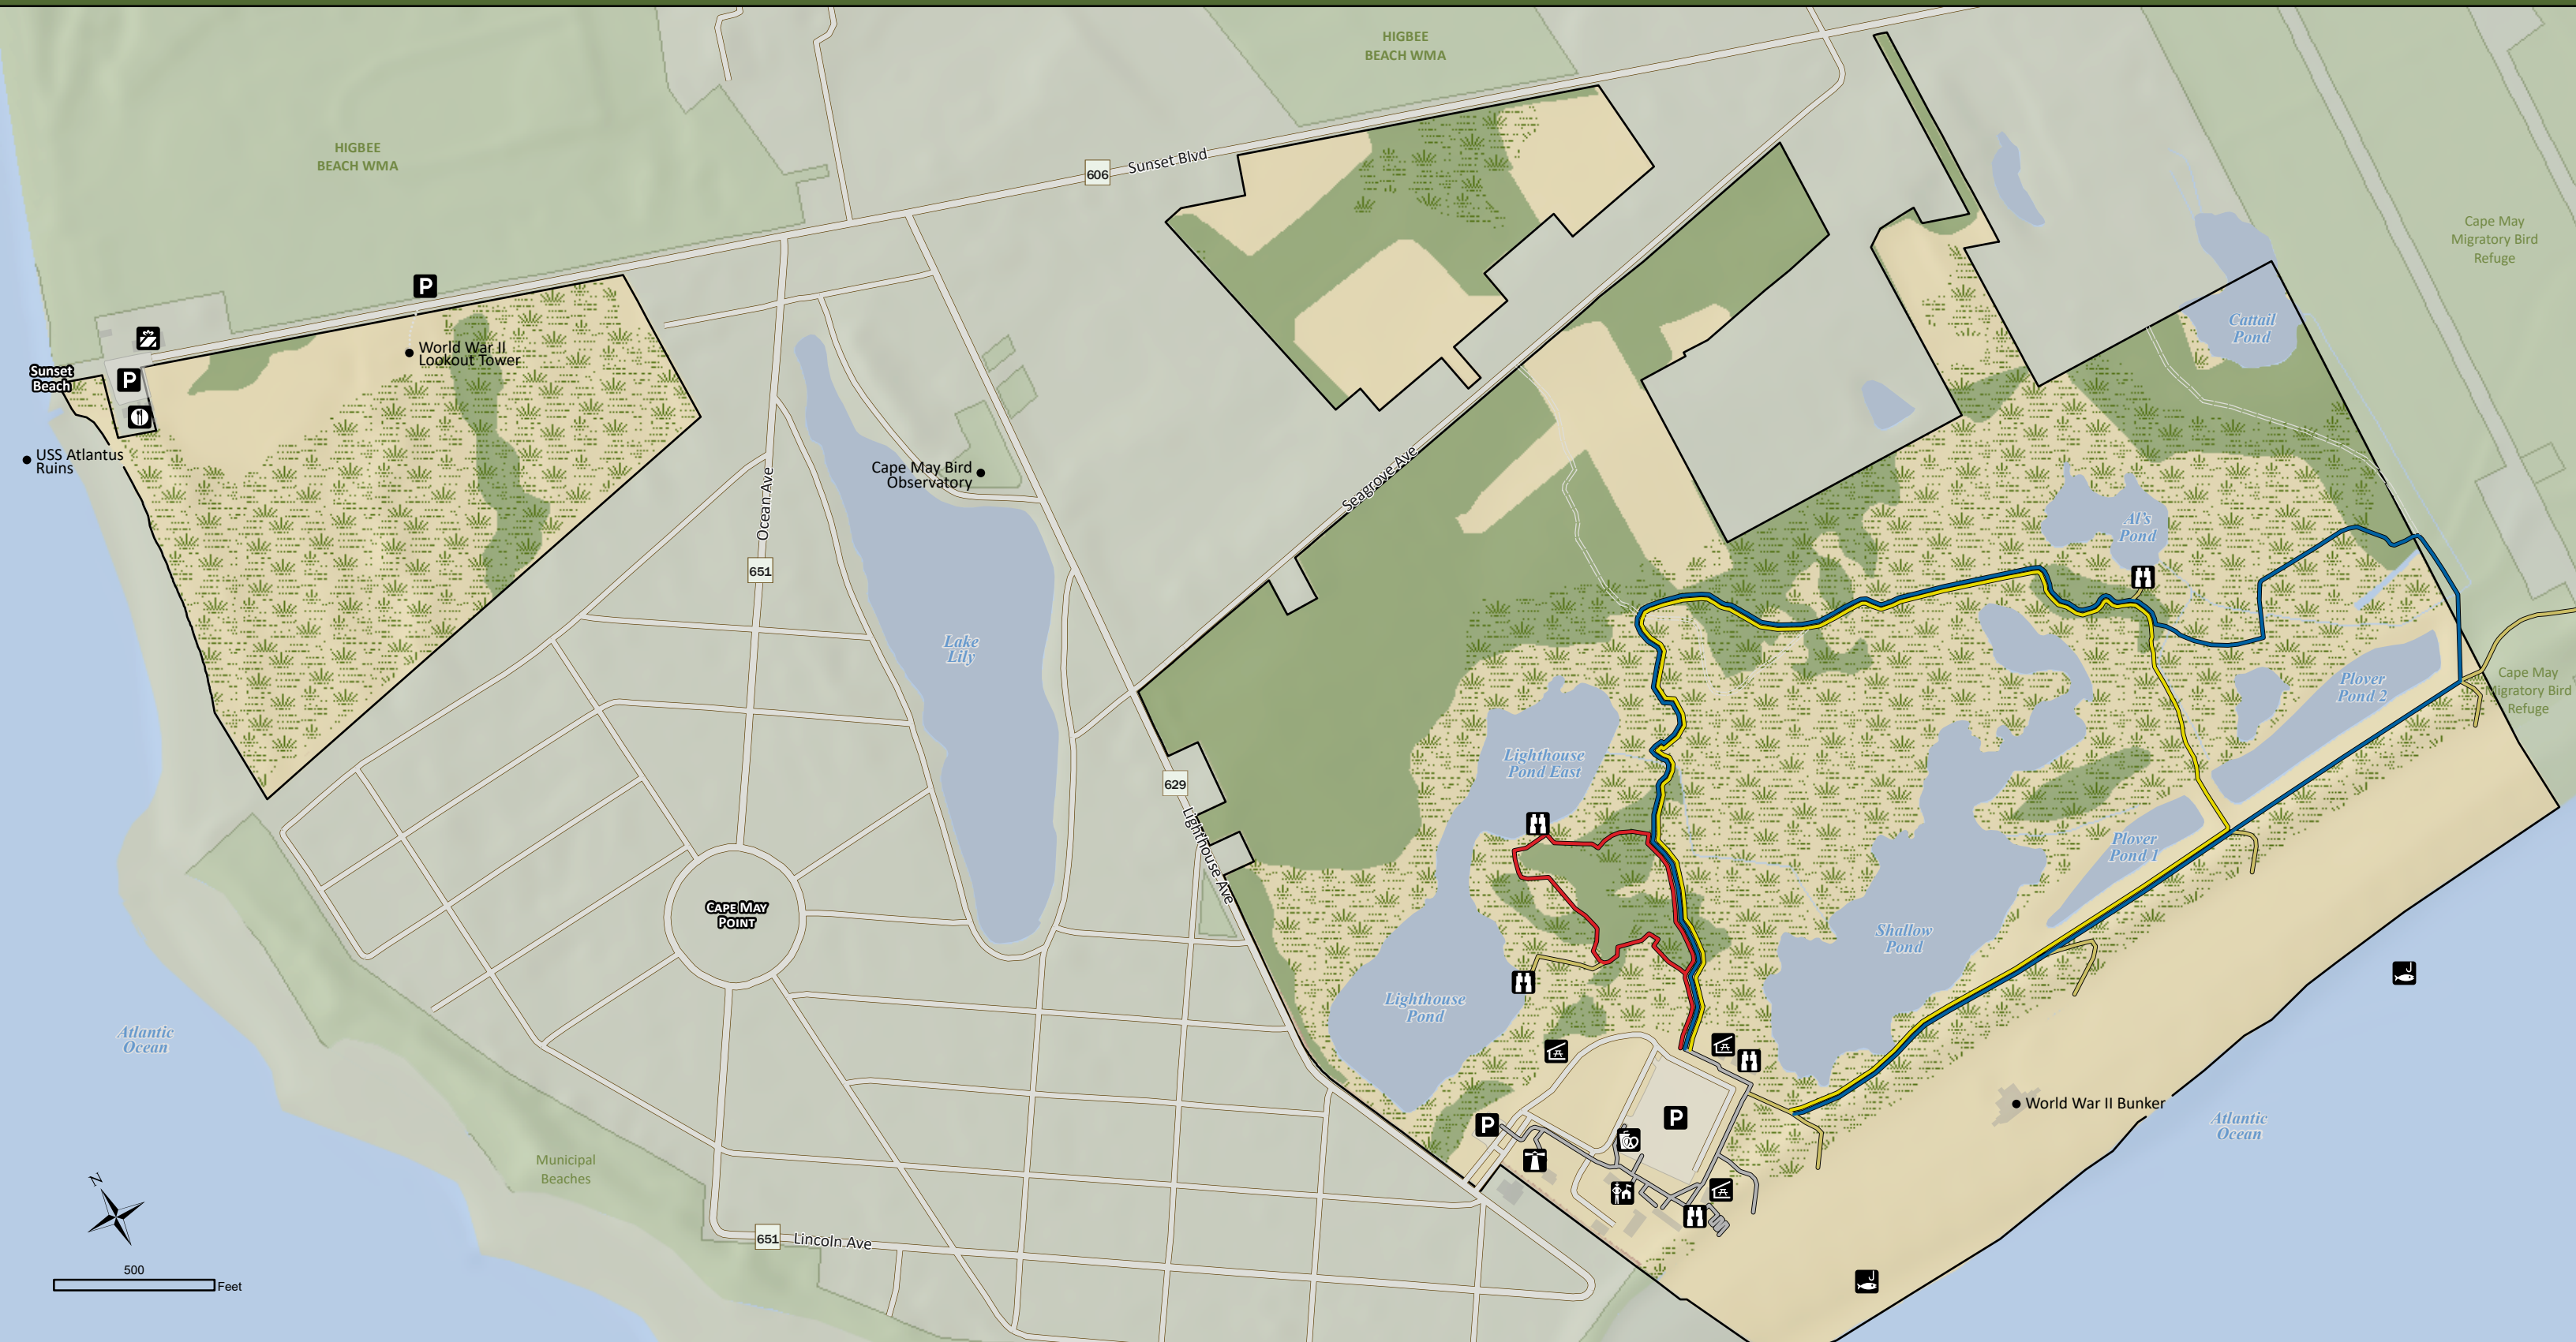 HIGBEE
BEACH WMA
HIGBEE
BEACH WMA
606
Sunset Blvd
Cape May
Migratory Bird
Refuge
P
Cattail
Pond
World War II
Lookout Tower
Sunset
Beach
P
USS Atlantus
Ruins
Cape May Bird
Observatory
Ocean Ave
Seagrove Ave
651
Al's
Pond
Lake
Lily
Plover
Pond 2
Cape May
Migratory Bird
Refuge
Lighthouse
Pond East
629
Lighthouse Ave
Plover
Pond 1
CAPE MAY
POINT
Shallow
Pond
Lighthouse
Pond
Atlantic
Ocean
World War II Bunker
Atlantic
Ocean
P
P
Municipal
Beaches
N
651
Lincoln Ave
500
Feet